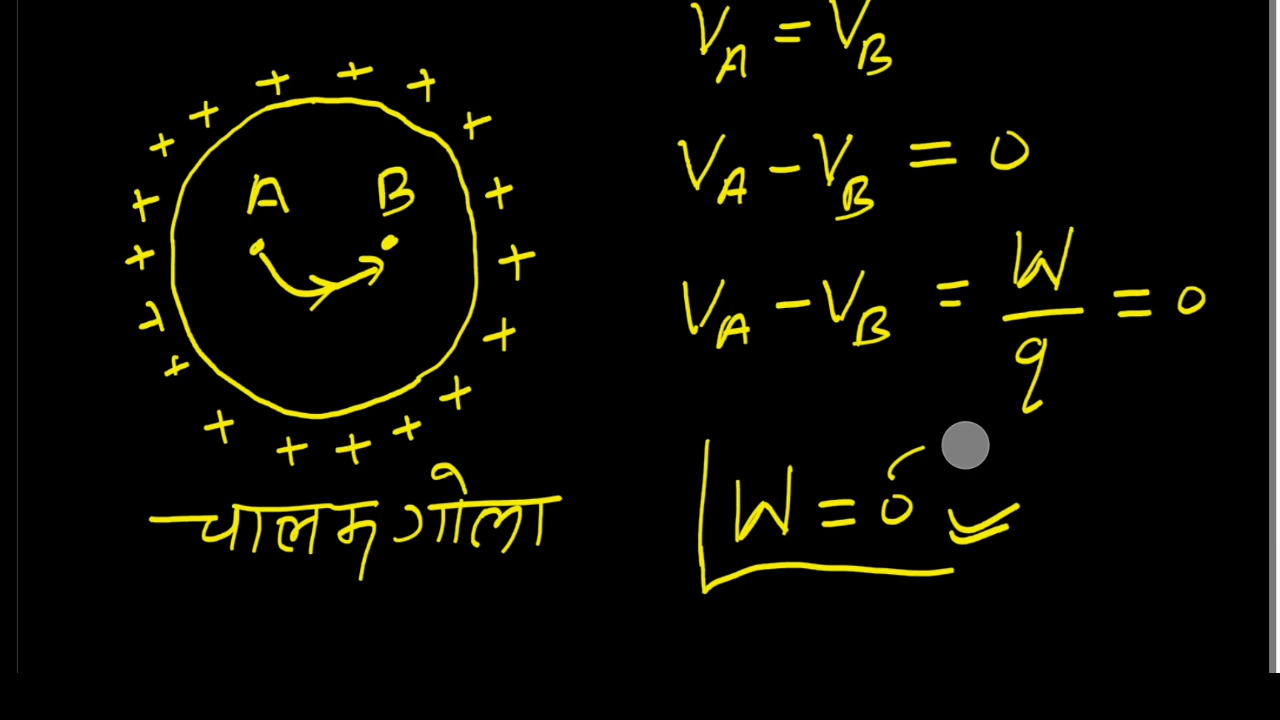 V_A = V_B
V_A - V_B = 0
A B
V_A - V_B = W/q = 0
W = 0
चालक गोला